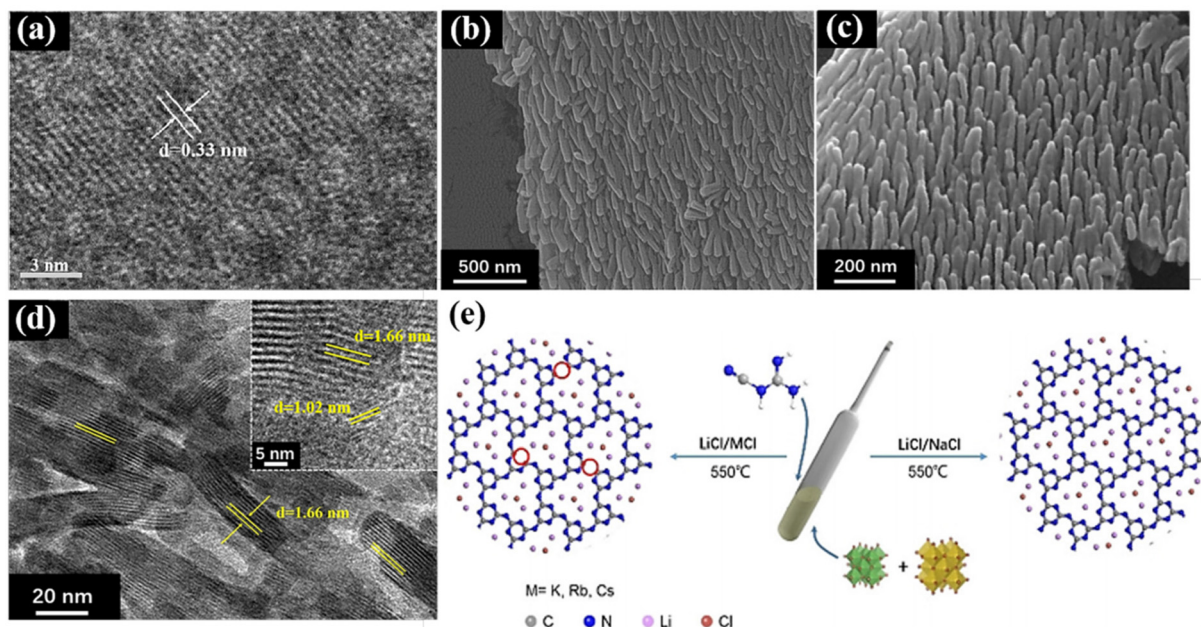 (a)
d=0.33 nm
3 nm
(b)
500 nm
(c)
200 nm
(d)
d=1.66 nm
d=1.02 nm
5 nm
d=1.66 nm
20 nm
(e)
LiCl/MCl
550℃
LiCl/NaCl
550℃
+
M= K, Rb, Cs
C N Li Cl